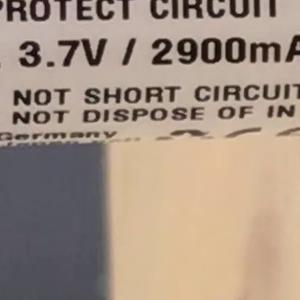 PROTECT CIRCUIT
3.7V / 2900mA
NOT SHORT CIRCUIT
NOT DISPOSE OF IN
Germany